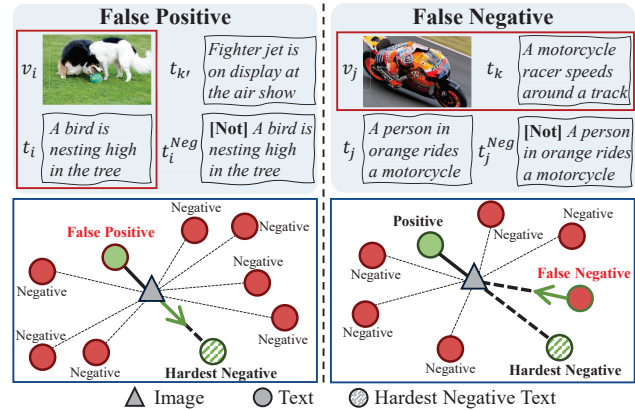 False Positive
v_i
t_k',
Fighter jet is
on display at
the air show
t_i
A bird is
nesting high
in the tree
t_i^Neg
[Not] A bird is
nesting high
in the tree
False Negative
v_j
t_k
A motorcycle
racer speeds
around a track
t_j
A person in
orange rides
a motorcycle
t_j^Neg
[Not] A person
in orange rides
a motorcycle
Negative
Negative
False Positive
Negative
Negative
Negative
Negative
Negative
Hardest Negative
Negative
Positive
Negative
Negative
False Negative
Negative
Negative
Hardest Negative
Image
Text
Hardest Negative Text